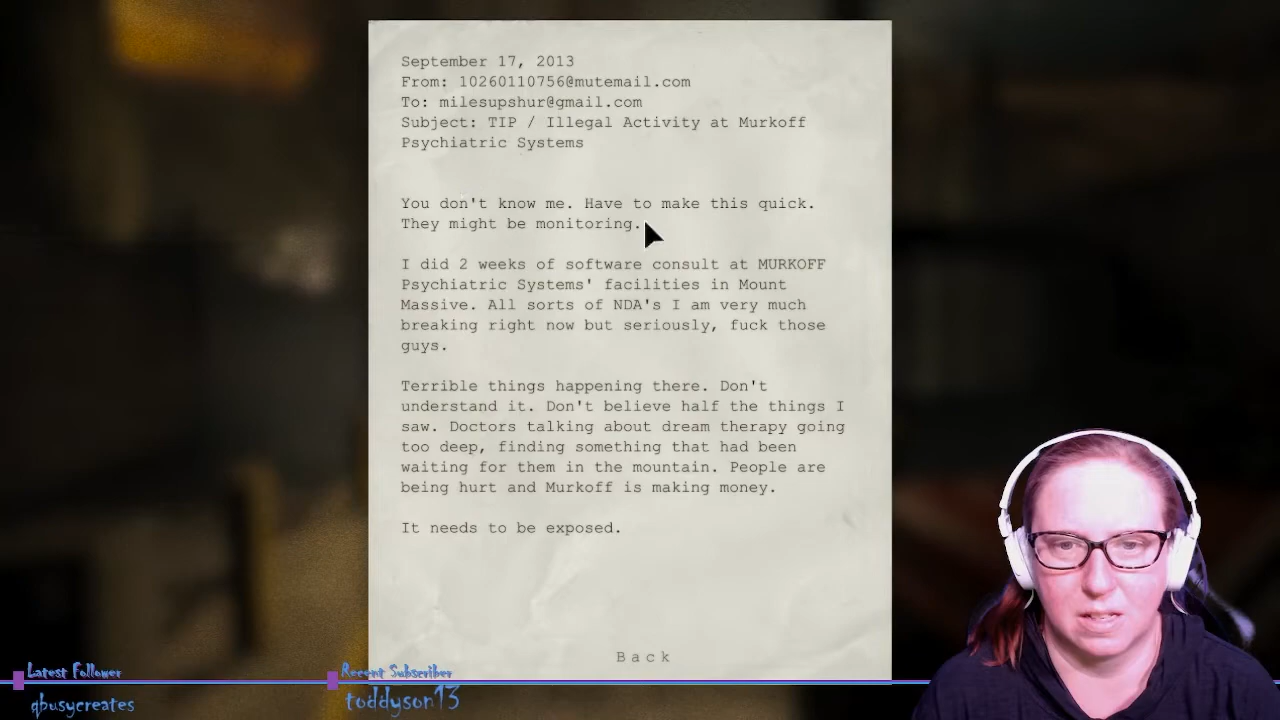 September 17, 2013
From: 10260110756@mutemail.com
To: milesupshur@gmail.com
Subject: TIP / Illegal Activity at Murkoff
Psychiatric Systems
You don't know me. Have to make this quick.
They might be monitoring.
I did 2 weeks of software consult at MURKOFF
Psychiatric Systems' facilities in Mount
Massive. All sorts of NDA's I am very much
breaking right now but seriously, fuck those
guys.
Terrible things happening there. Don't
understand it. Don't believe half the things I
saw. Doctors talking about dream therapy going
too deep, finding something that had been
waiting for them in the mountain. People are
being hurt and Murkoff is making money.
It needs to be exposed.
Back
Latest Follower
qbusycreates
Recent Subscriber
toddyson13